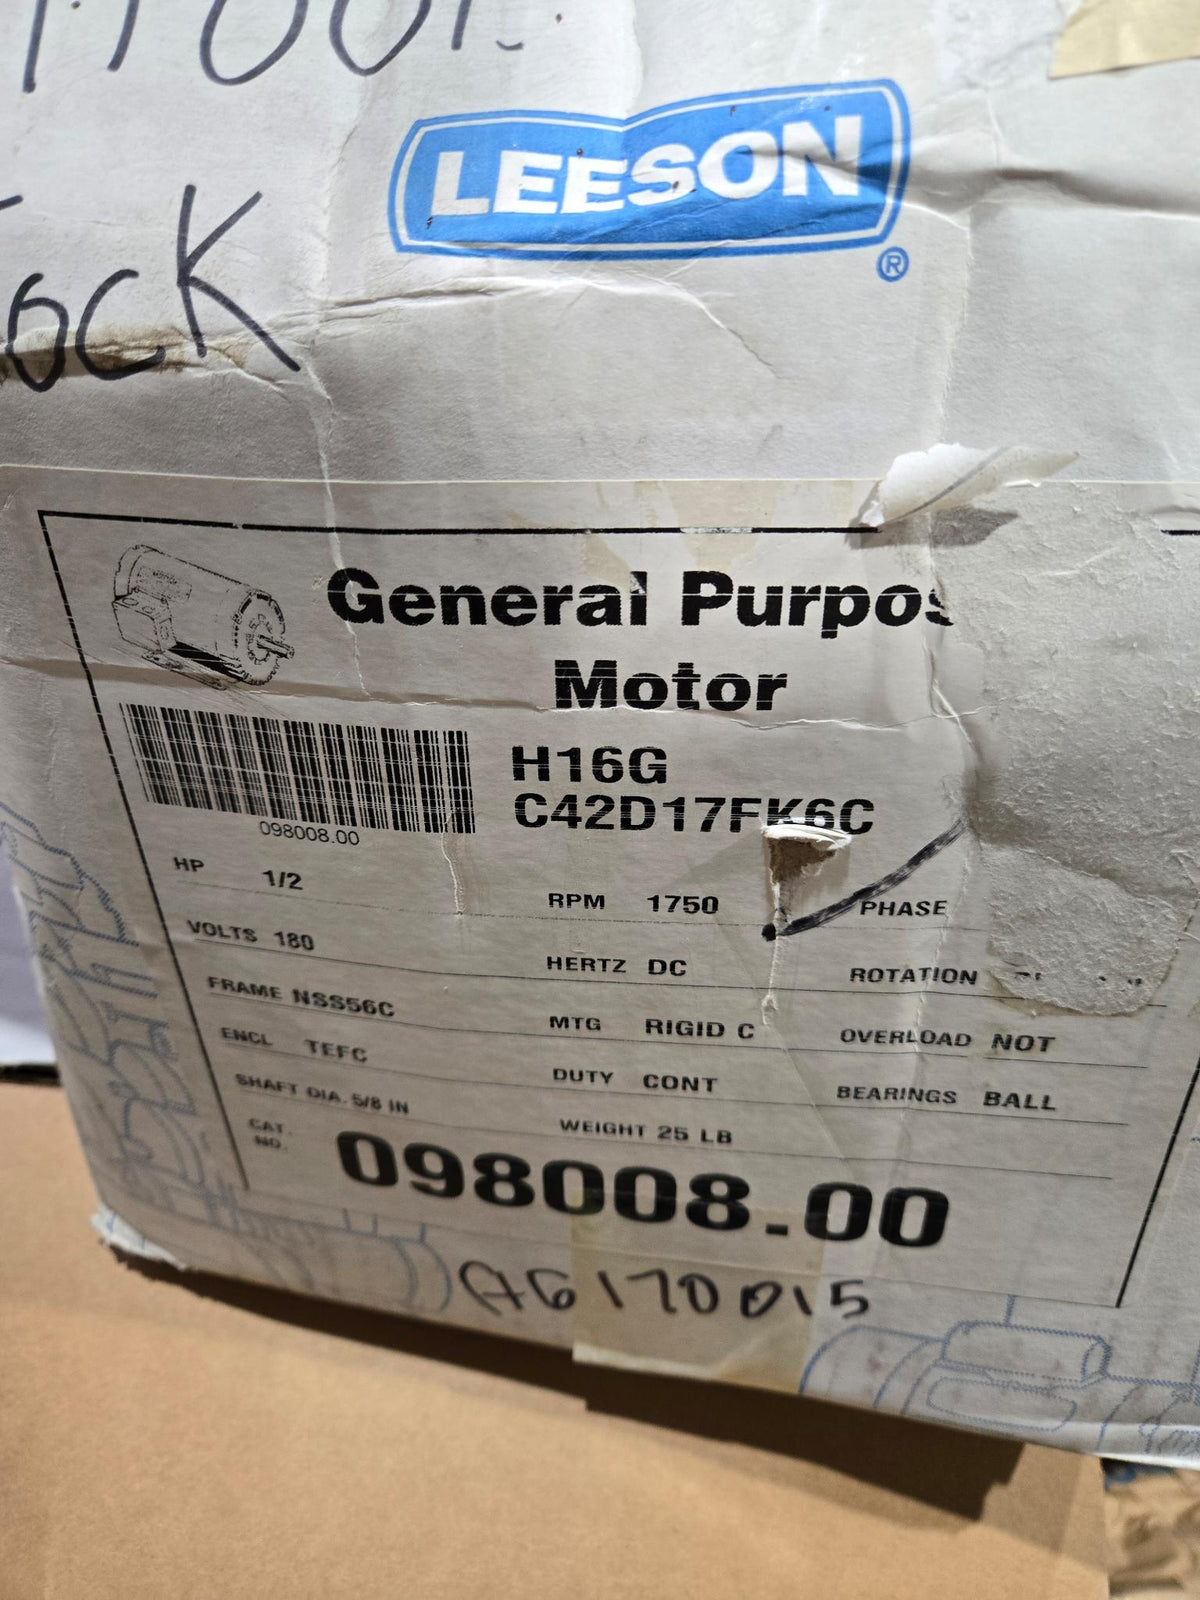 LEESON
®
ock
General Purpos
Motor
098008.00
H16G
C42D17FK6C
HP 1/2 RPM 1750 PHASE
VOLTS 180 HERTZ DC ROTATION
FRAME NSS56C MTG RIGID C OVERLOAD NOT
ENCL TEFC DUTY CONT BEARINGS BALL
SHAFT DIA. 5/8 IN WEIGHT 25 LB
CAT.
NO. 098008.00